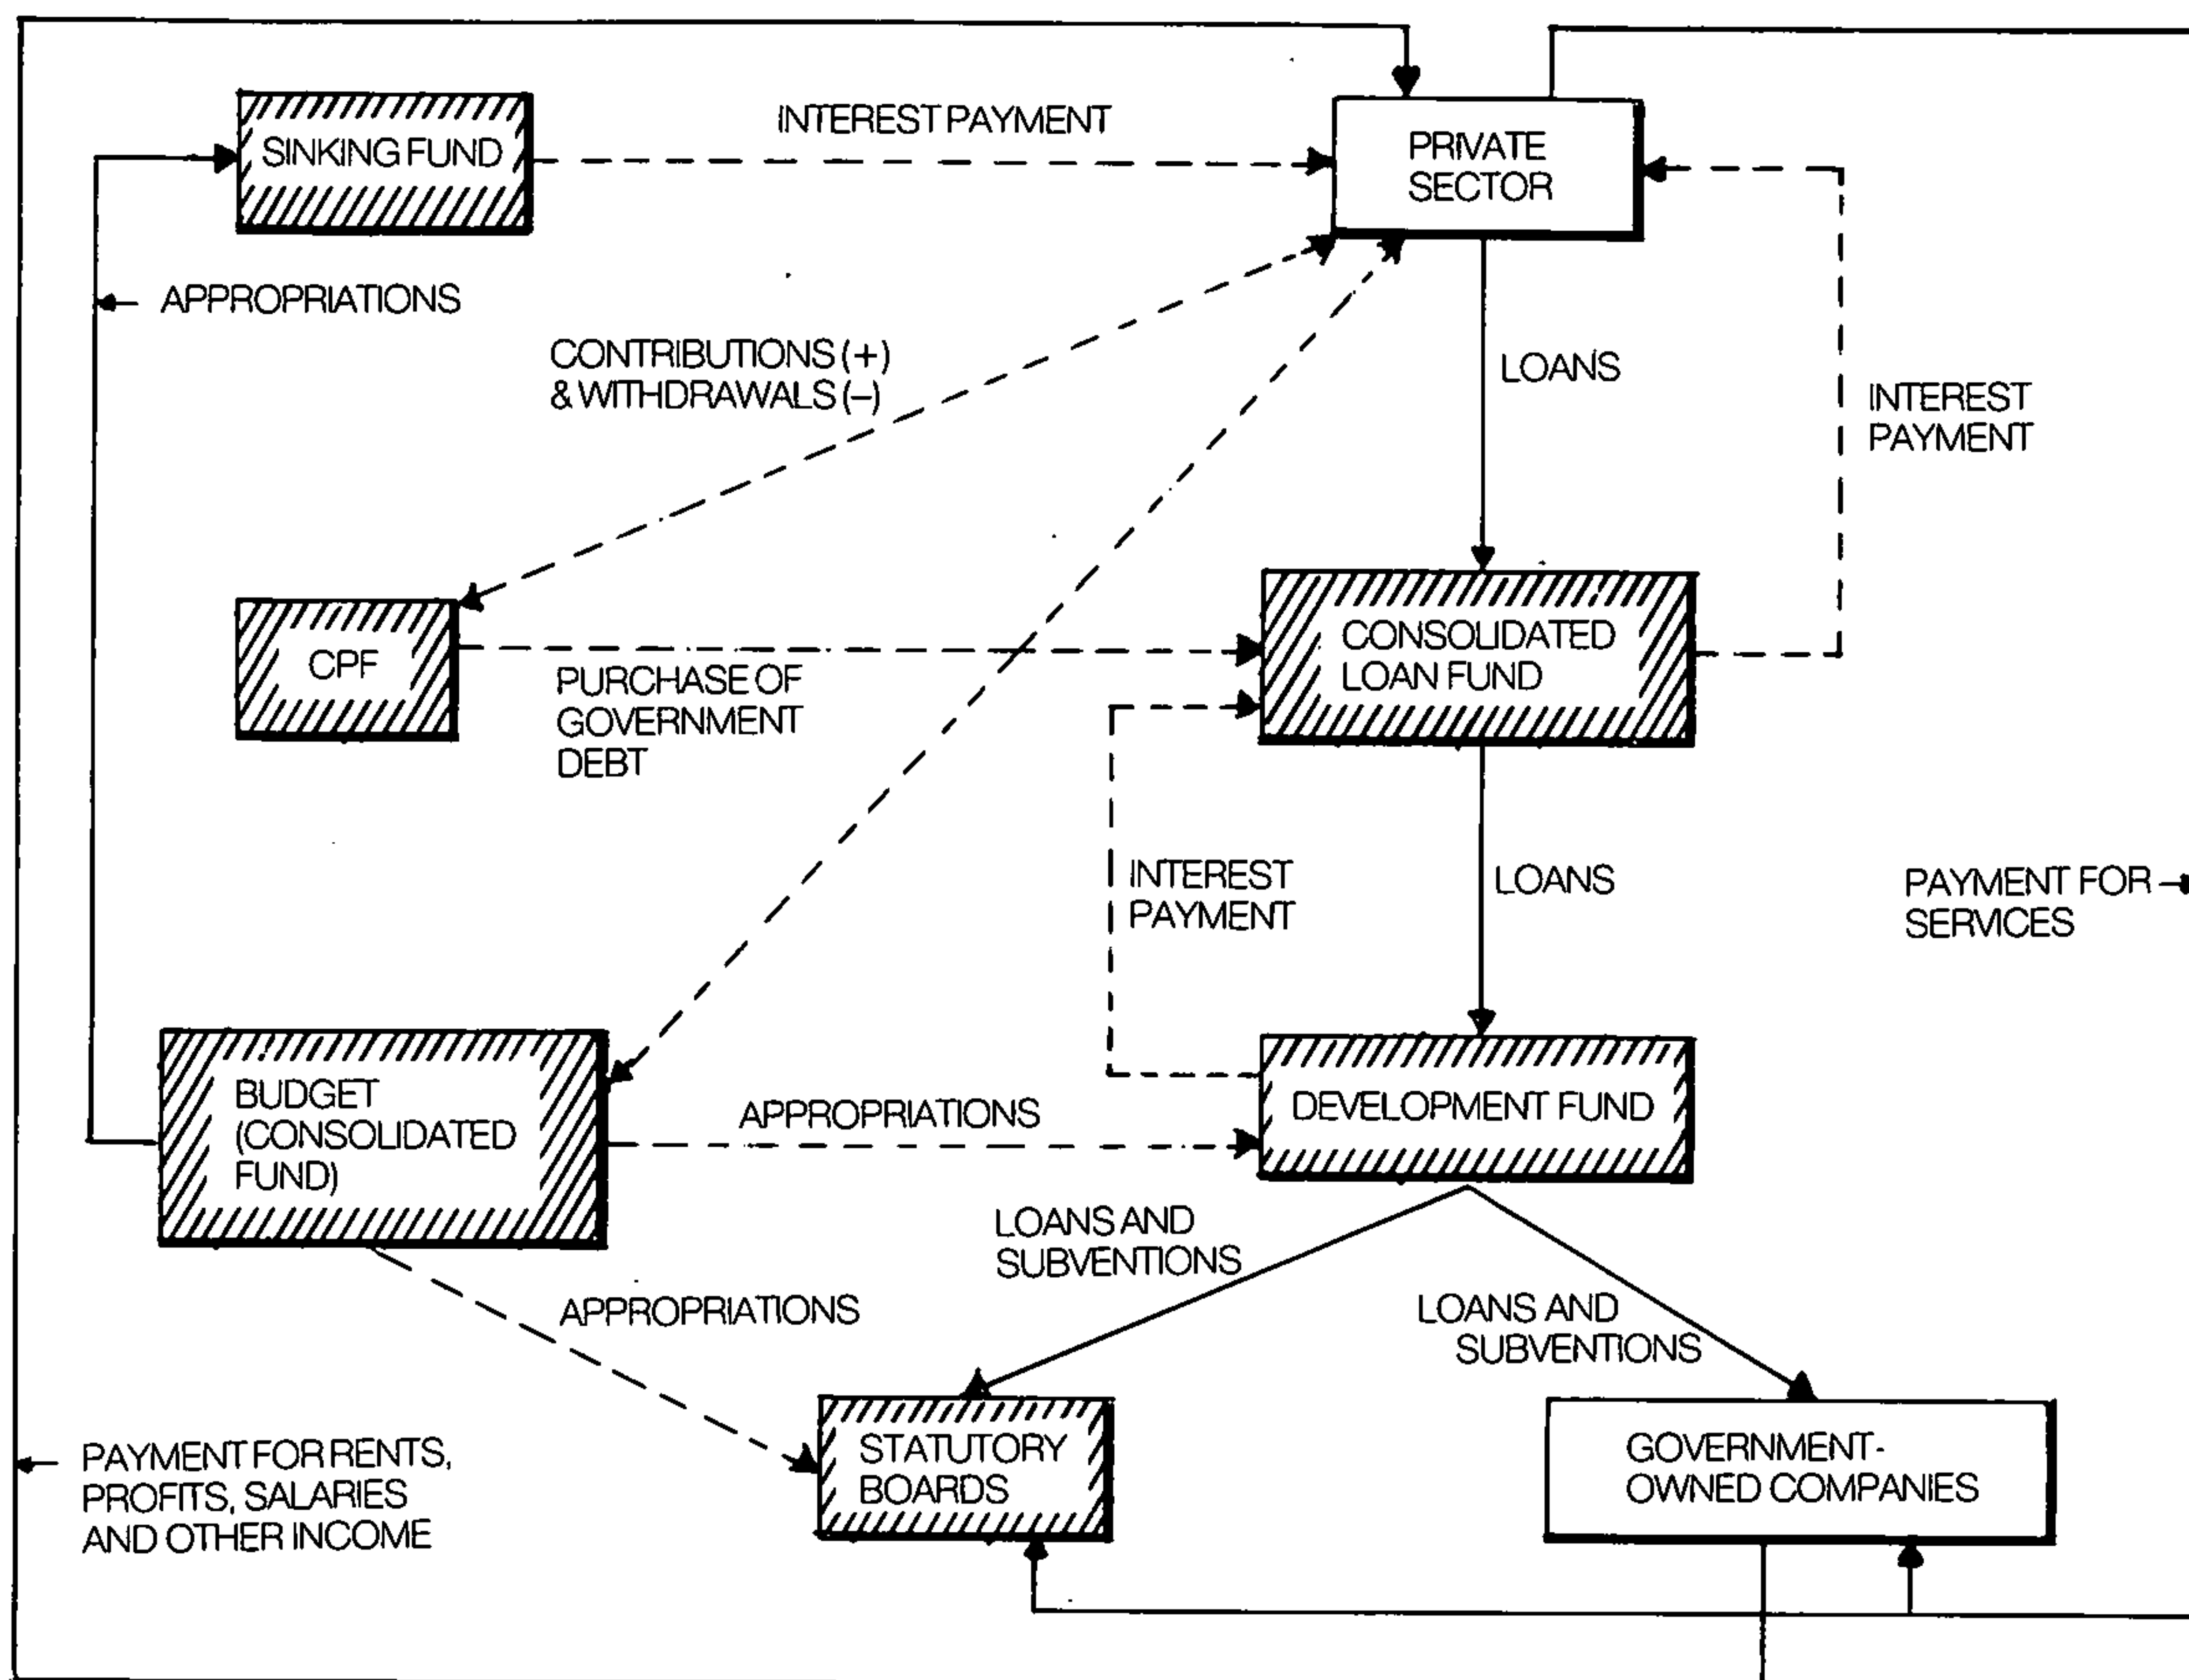 INTEREST PAYMENT
SINKING FUND
PRIVATE
SECTOR
APPROPRIATIONS
CONTRIBUTIONS (+)
& WITHDRAWALS (–)
LOANS
INTEREST
PAYMENT
CPF
PURCHASE OF
GOVERNMENT
DEBT
CONSOLIDATED
LOAN FUND
INTEREST
PAYMENT
LOANS
PAYMENT FOR
SERVICES
BUDGET
(CONSOLIDATED
FUND)
APPROPRIATIONS
DEVELOPMENT FUND
LOANS AND
SUBVENTIONS
APPROPRIATIONS
LOANS AND
SUBVENTIONS
PAYMENT FOR RENTS,
PROFITS, SALARIES
AND OTHER INCOME
STATUTORY
BOARDS
GOVERNMENT-
OWNED COMPANIES